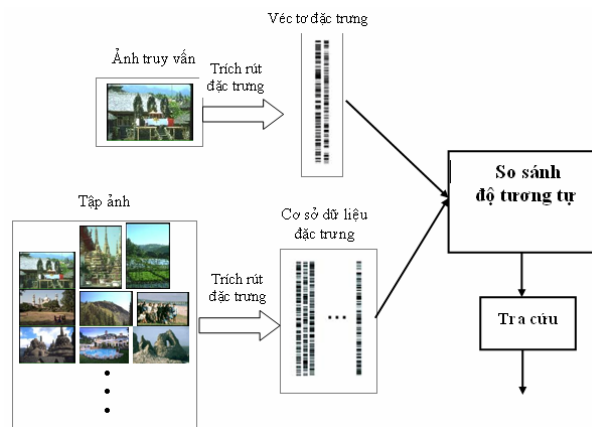 Véc tơ đặc trưng
Ảnh truy vấn
Trích rút
đặc trưng
So sánh
độ tương tự
Tập ảnh
Cơ sở dữ liệu
đặc trưng
Trích rút
đặc trưng
Tra cứu